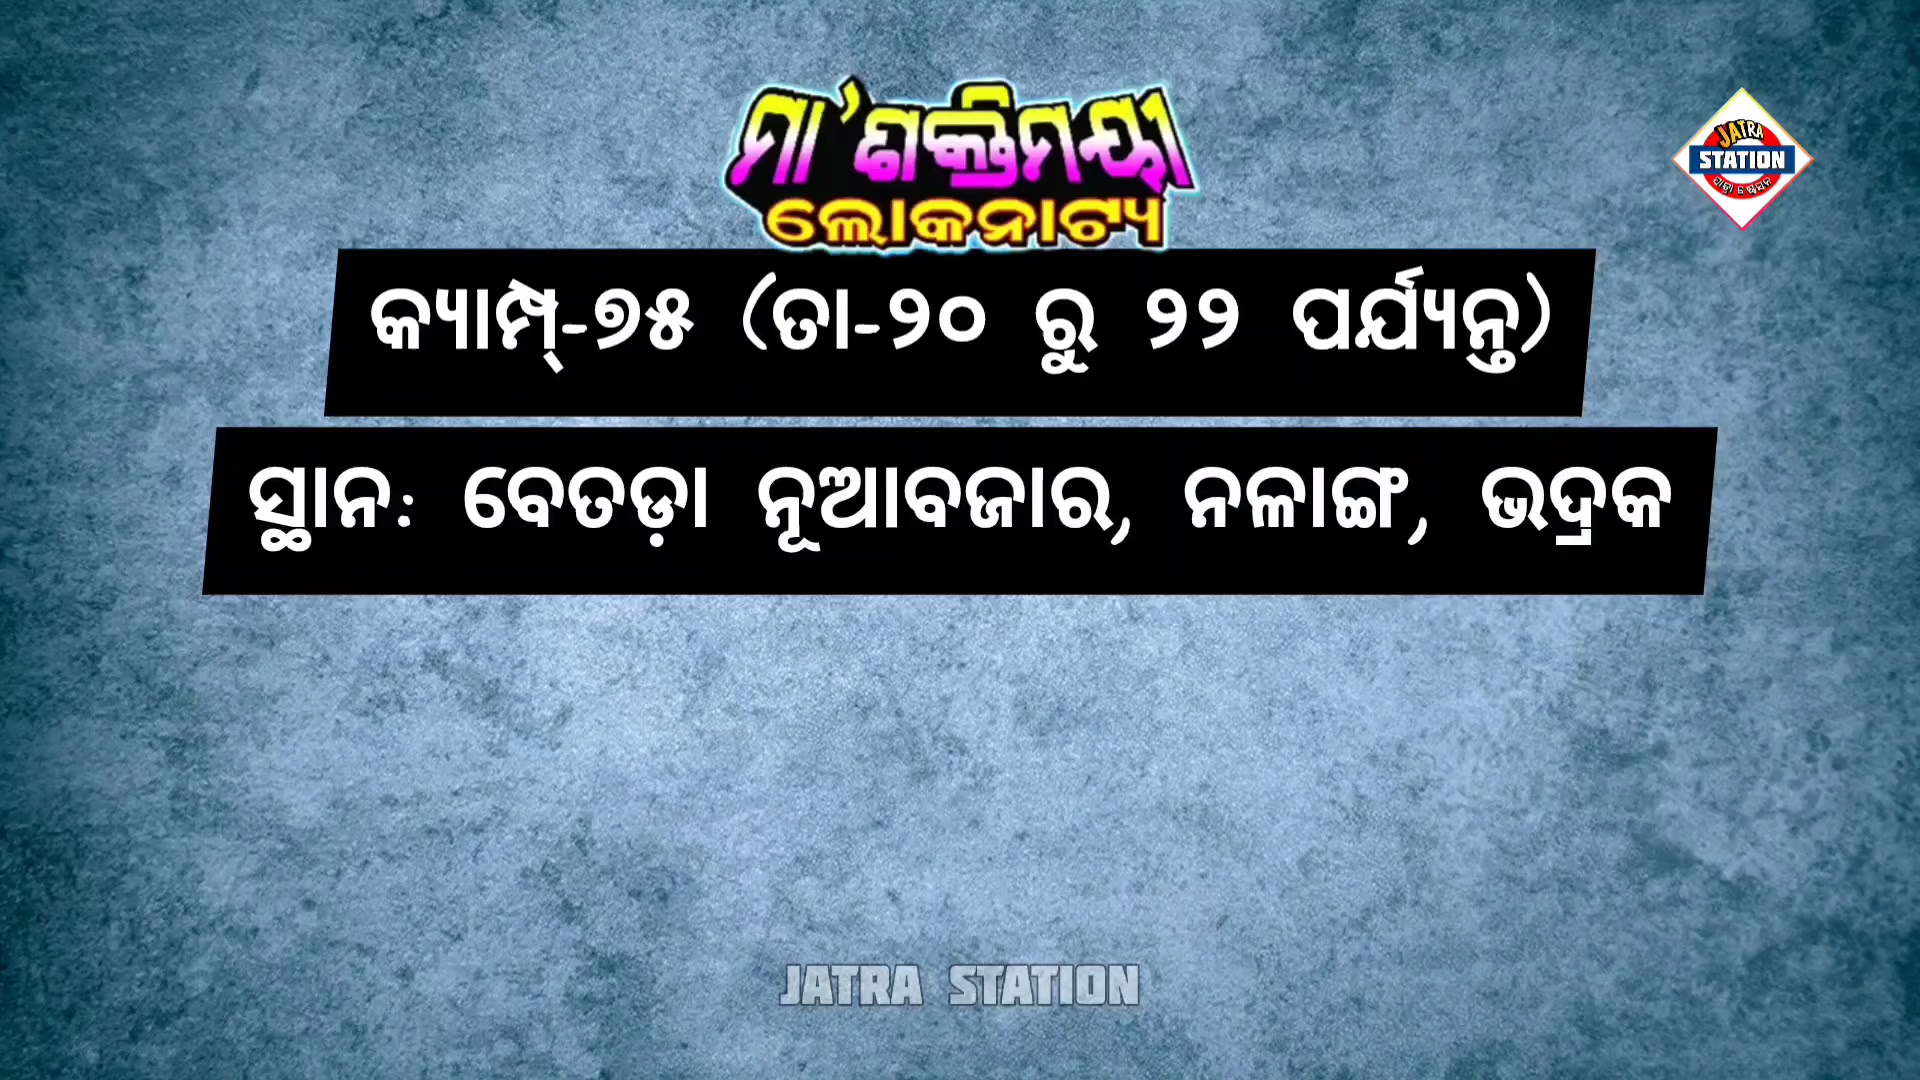 ମା’ଶକ୍ତିମୟୀ
ଲୋକନାଟ୍ୟ
JATRA
STATION
କ୍ୟାମ୍ପ୍-୭୫ (ତା-୨୦ ରୁ ୨୨ ପର୍ଯ୍ୟନ୍ତ)
ସ୍ଥାନ: ବେତଡ଼ା ନୂଆବଜାର, ନଳାଙ୍ଗ, ଭଦ୍ରକ
JATRA STATION